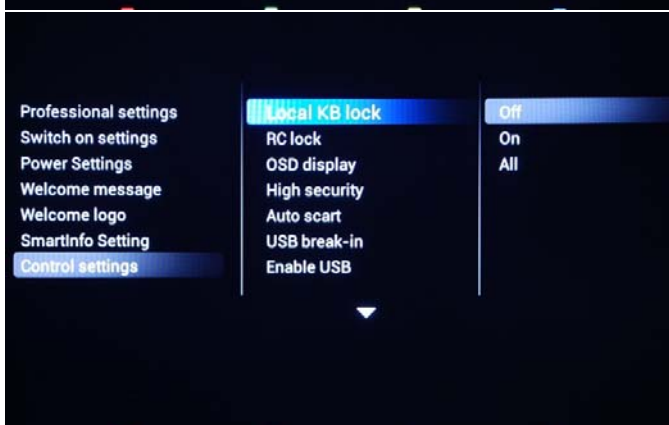 Professional settings
Switch on settings
Power Settings
Welcome message
Welcome logo
SmartInfo Setting
Control settings
Local KB lock
RC lock
OSD display
High security
Auto scart
USB break-in
Enable USB
Off
On
All